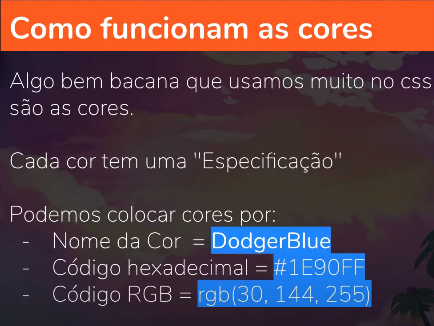 Como funcionam as cores
Algo bem bacana que usamos muito no css
são as cores.
Cada cor tem uma "Especificação"
Podemos colocar cores por:
- Nome da Cor = DodgerBlue
- Código hexadecimal = #1E90FF
- Código RGB = rgb(30, 144, 255)